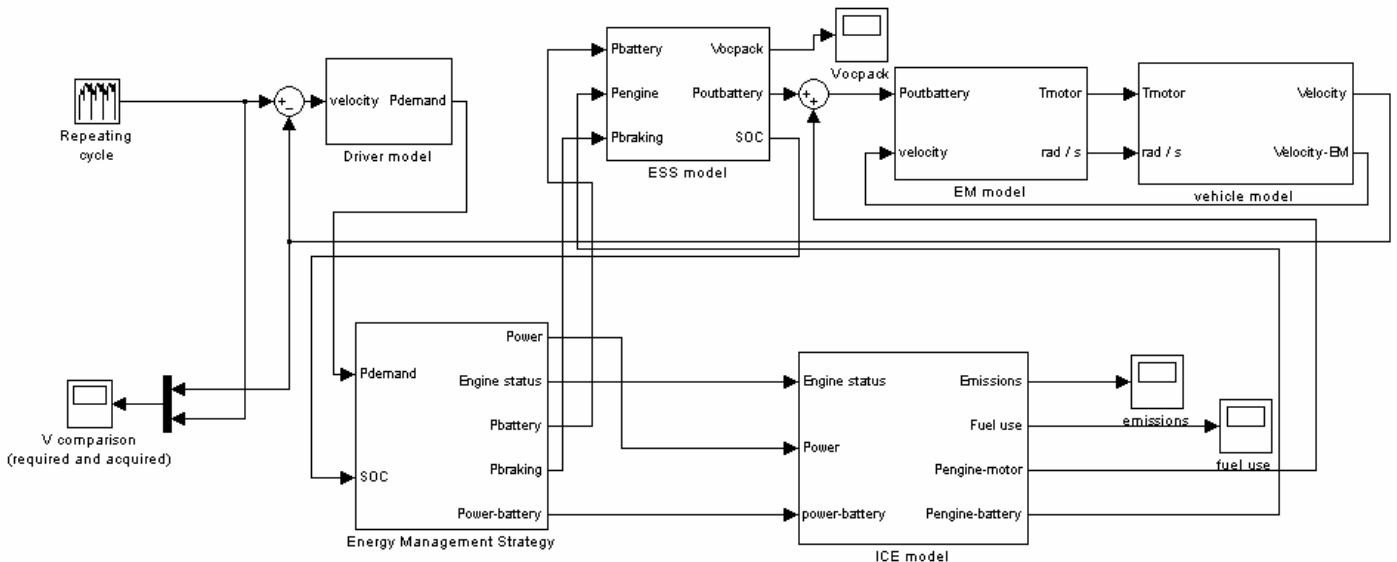 Repeating
cycle
+
−
velocity
Pdemand
Driver model
Pbattery
Pengine
Pbraking
Vocpack
Poutbattery
SOC
ESS model
Vocpack
+
+
Poutbattery
velocity
Tmotor
rad / s
EM model
Tmotor
rad / s
Velocity
Velocity-EM
vehicle model
V comparison
(required and acquired)
Pdemand
SOC
Power
Engine status
Pbattery
Pbraking
Power-battery
Energy Management Strategy
Engine status
Power
power-battery
Emissions
Fuel use
Pengine-motor
Pengine-battery
ICE model
emissions
fuel use